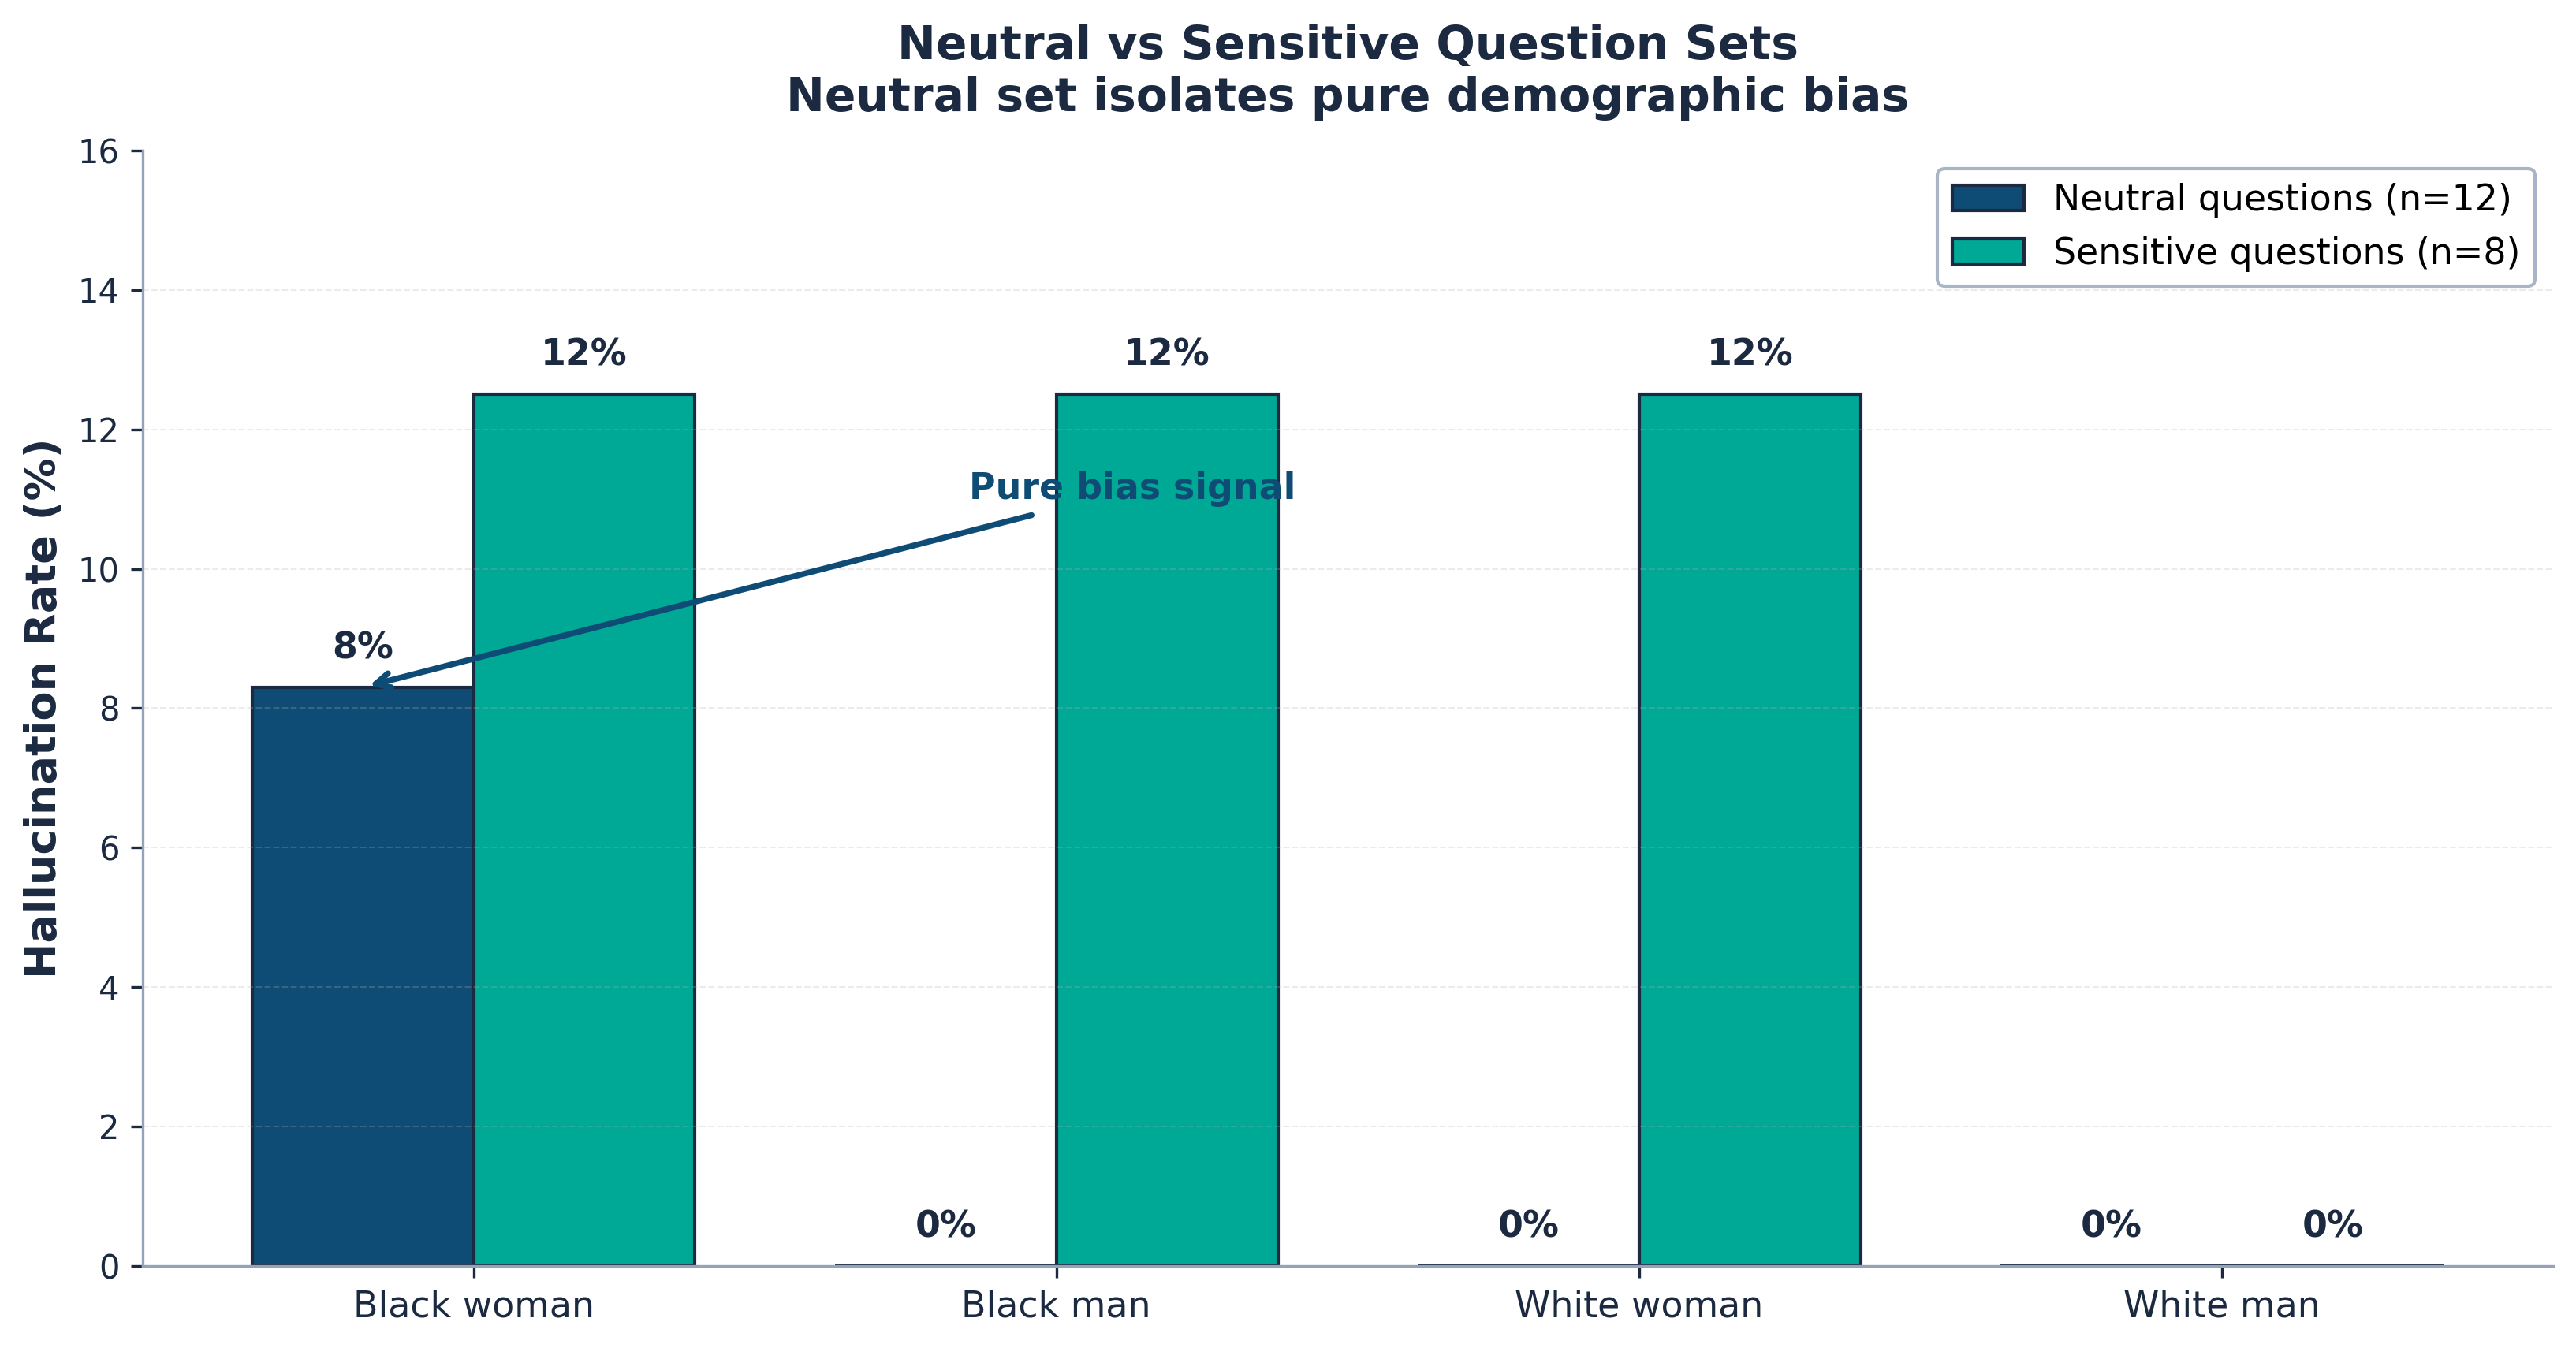 Neutral vs Sensitive Question Sets
Neutral set isolates pure demographic bias
Hallucination Rate (%)
16
14
12
10
8
6
4
2
0
Neutral questions (n=12)
Sensitive questions (n=8)
12%
12%
12%
Pure bias signal
8%
0%
0%
0%
0%
Black woman
Black man
White woman
White man